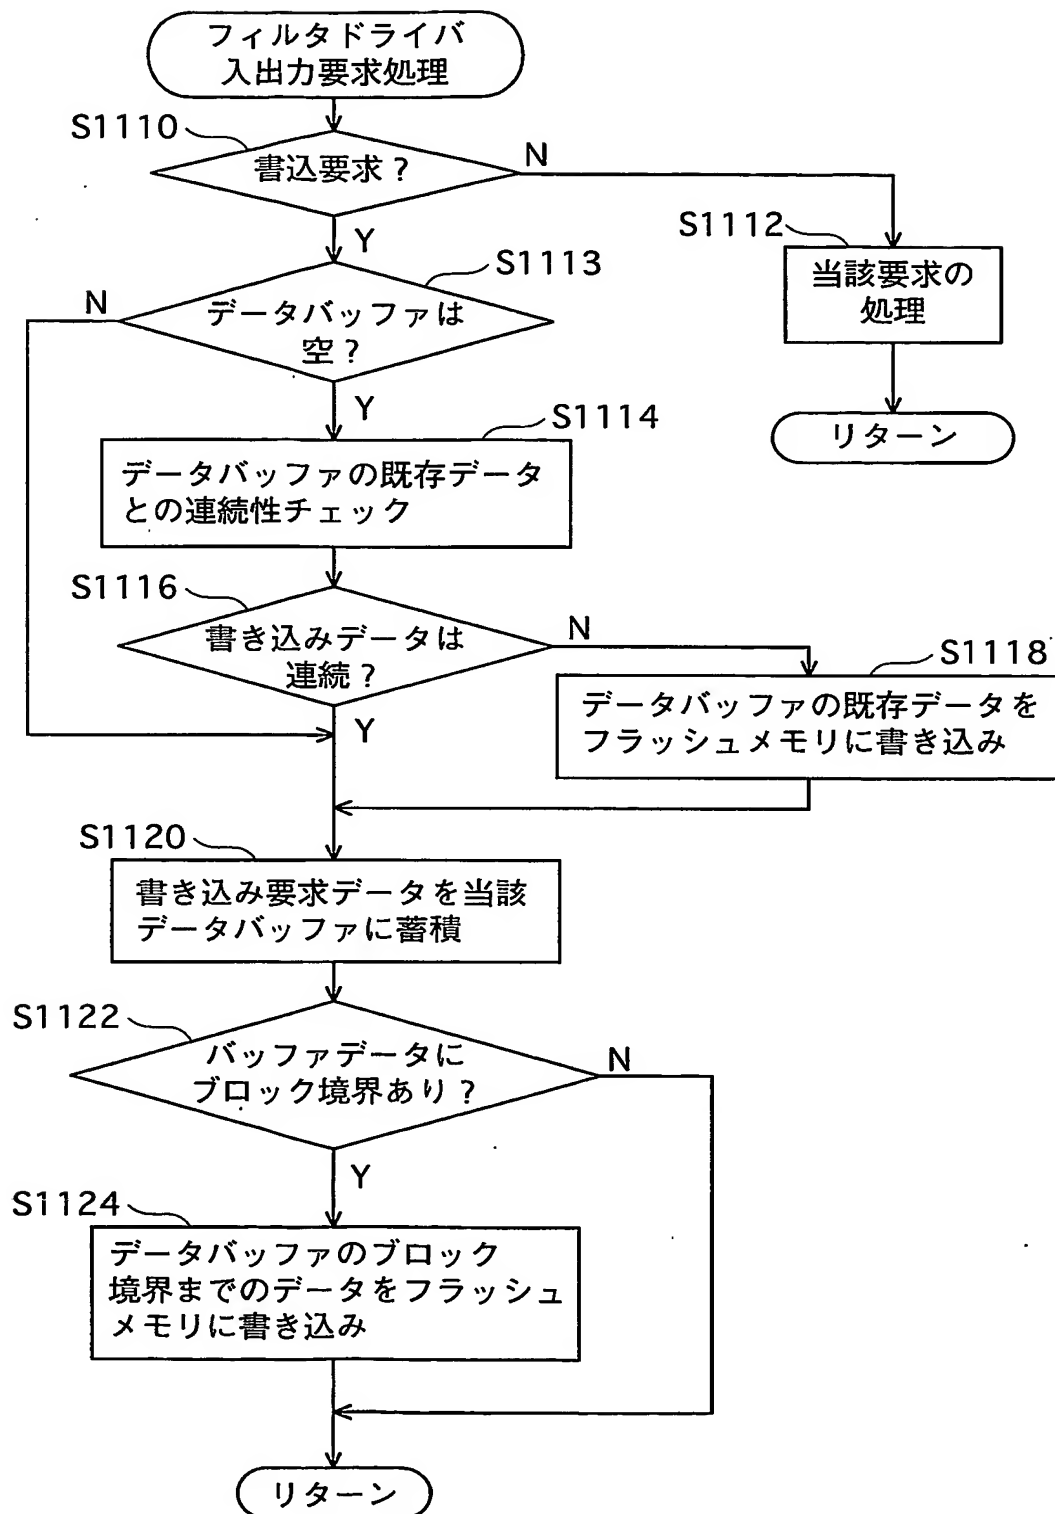 フィルタドライバ
入出力要求処理
S1110
書込要求？
N
Y
S1112
当該要求の
処理
リターン
S1113
N
データバッファは
空？
Y
S1114
データバッファの既存データ
との連続性チェック
S1116
書き込みデータは
連続？
N
Y
S1118
データバッファの既存データを
フラッシュメモリに書き込み
S1120
書き込み要求データを当該
データバッファに蓄積
S1122
バッファデータに
ブロック境界あり？
N
Y
S1124
データバッファのブロック
境界までのデータをフラッシュ
メモリに書き込み
リターン